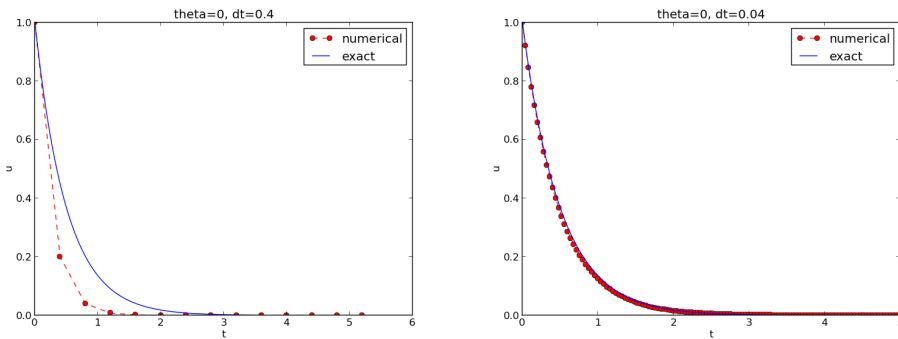 theta=0, dt=0.4
numerical
exact
u
1.0
0.8
0.6
0.4
0.2
0.0
0 1 2 3 4 5 6
t
theta=0, dt=0.04
numerical
exact
u
1.0
0.8
0.6
0.4
0.2
0.0
0 1 2 3 4 5
t